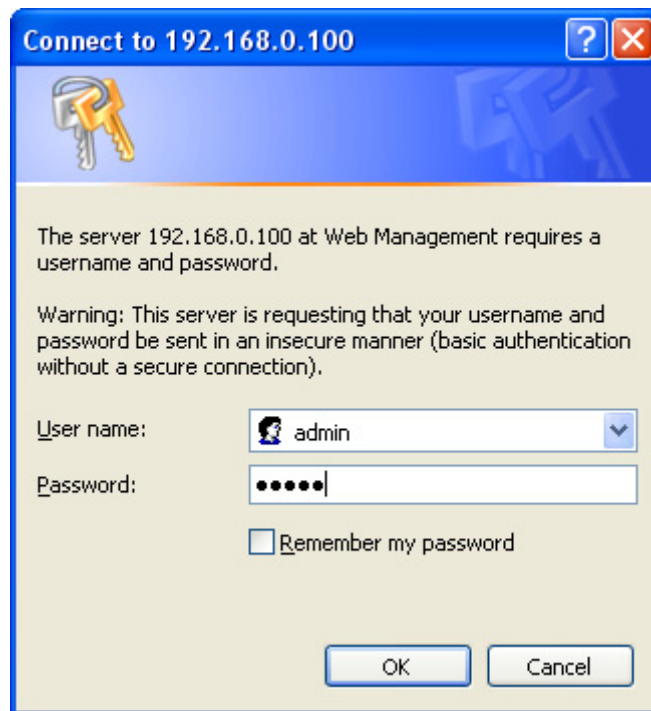 Connect to 192.168.0.100
The server 192.168.0.100 at Web Management requires a
username and password.
Warning: This server is requesting that your username and
password be sent in an insecure manner (basic authentication
without a secure connection).
User name:
admin
Password:
●●●●●
Remember my password
OK
Cancel